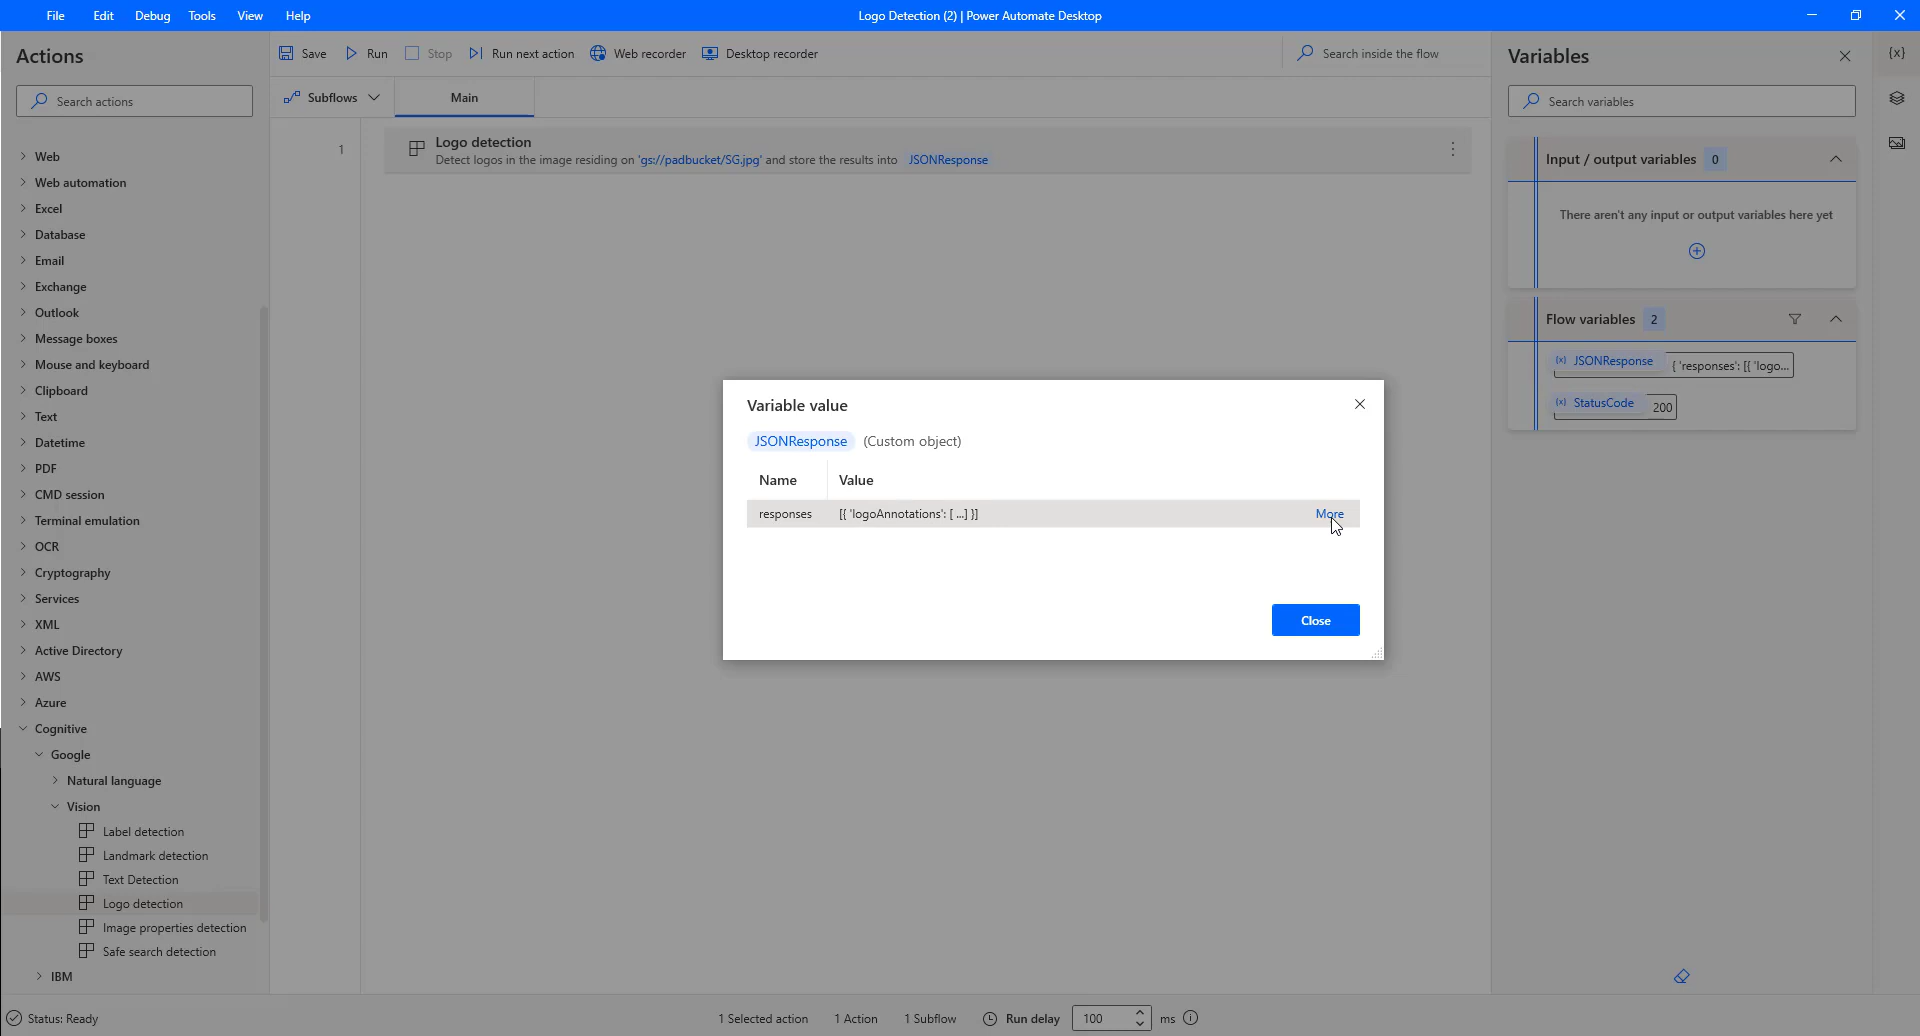 File Edit Debug Tools View Help
Logo Detection (2) | Power Automate Desktop
Actions
Search actions
Web
Web automation
Excel
Database
Email
Exchange
Outlook
Message boxes
Mouse and keyboard
Clipboard
Text
Datetime
PDF
CMD session
Terminal emulation
OCR
Cryptography
Services
XML
Active Directory
AWS
Azure
Cognitive
Google
Natural language
Vision
Label detection
Landmark detection
Text Detection
Logo detection
Image properties detection
Safe search detection
IBM
Save Run Stop Run next action Web recorder Desktop recorder
Search inside the flow
Subflows Main
1
Logo detection
Detect logos in the image residing on 'gs://padbucket/SG.jpg' and store the results into JSONResponse
Variable value
JSONResponse (Custom object)
Name Value
responses [{ 'logoAnnotations': [ ...] }] More
Close
Variables
{x}
Search variables
Input / output variables 0
There aren't any input or output variables here yet
Flow variables 2
{x} JSONResponse { 'responses': [{ 'logo...
{x} StatusCode 200
Status: Ready
1 Selected action 1 Action 1 Subflow Run delay 100 ms